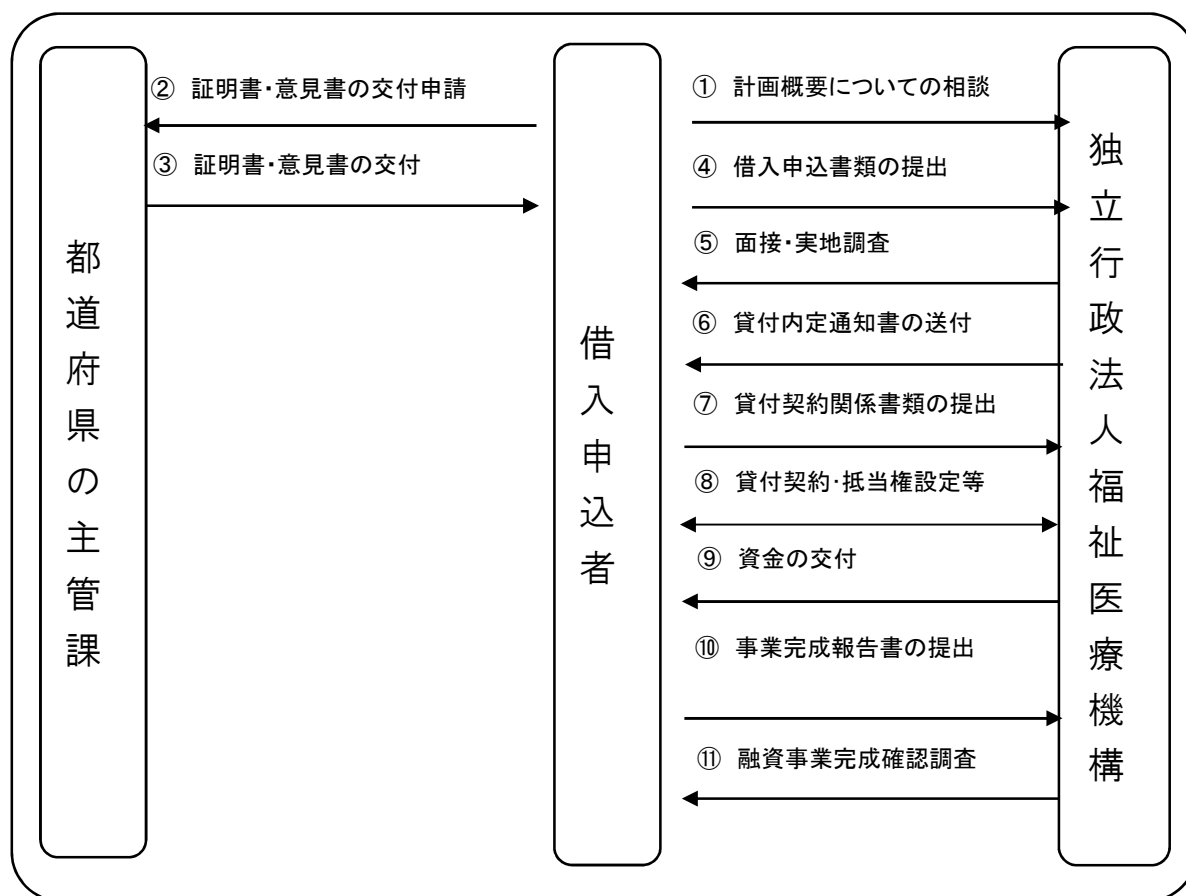 ② 証明書・意見書の交付申請
③ 証明書・意見書の交付
① 計画概要についての相談
④ 借入申込書類の提出
⑤ 面接・実地調査
⑥ 貸付内定通知書の送付
⑦ 貸付契約関係書類の提出
⑧ 貸付契約・抵当権設定等
⑨ 資金の交付
⑩ 事業完成報告書の提出
⑪ 融資事業完成確認調査
都道府県の主管課
借入申込者
独立行政法人福祉医療機構